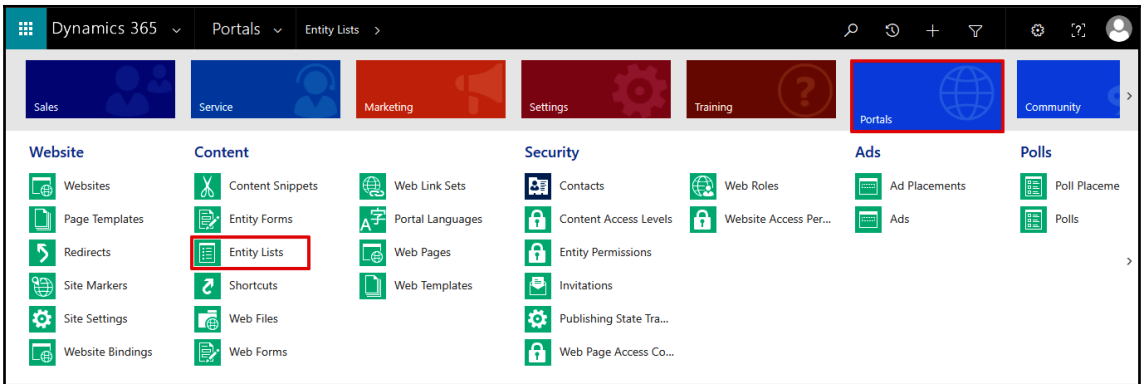 Dynamics 365 Portals Entity Lists
Sales Service Marketing Settings Training Portals Community
Website Content Security Ads Polls
Websites Content Snippets Web Link Sets Contacts Web Roles Ad Placements Poll Placeme
Page Templates Entity Forms Portal Languages Content Access Levels Website Access Per... Ads Polls
Redirects Entity Lists Web Pages Entity Permissions
Site Markers Shortcuts Web Templates Invitations
Site Settings Web Files Publishing State Tra...
Website Bindings Web Forms Web Page Access Co...